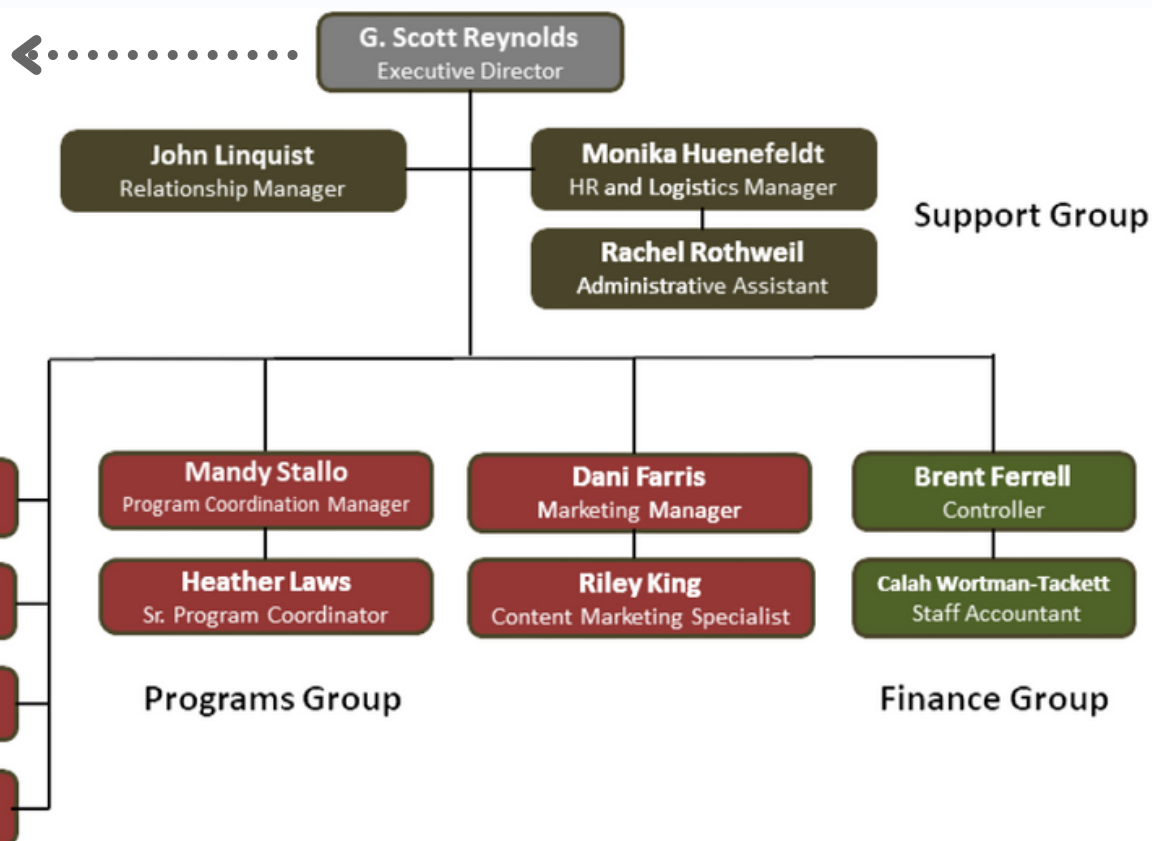 G. Scott Reynolds
Executive Director
John Linquist
Relationship Manager
Monika Huenefeldt
HR and Logistics Manager
Support Group
Rachel Rothweil
Administrative Assistant
Mandy Stallo
Program Coordination Manager
Heather Laws
Sr. Program Coordinator
Dani Farris
Marketing Manager
Riley King
Content Marketing Specialist
Brent Ferrell
Controller
Calah Wortman-Tackett
Staff Accountant
Programs Group
Finance Group